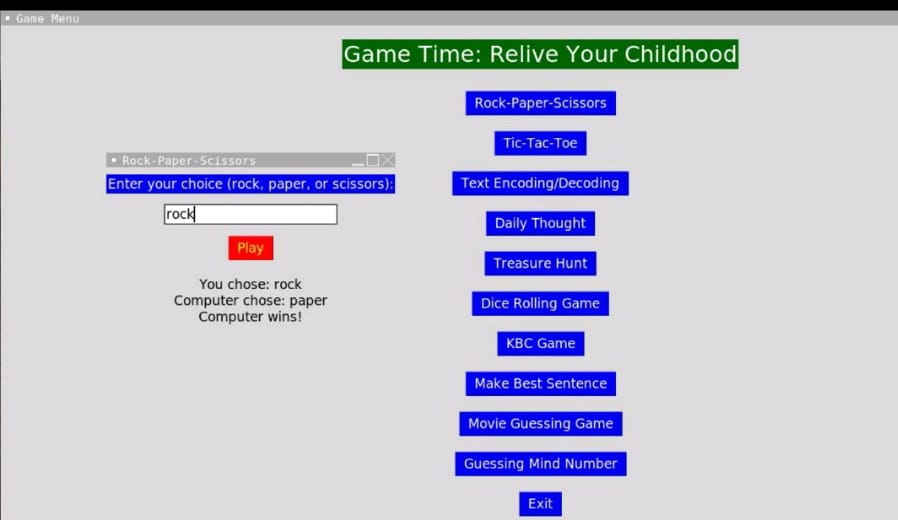 Game Menu
Game Time: Relive Your Childhood
Rock-Paper-Scissors
Tic-Tac-Toe
Text Encoding/Decoding
Daily Thought
Treasure Hunt
Dice Rolling Game
KBC Game
Make Best Sentence
Movie Guessing Game
Guessing Mind Number
Exit
Rock-Paper-Scissors
Enter your choice (rock, paper, or scissors):
rock
Play
You chose: rock
Computer chose: paper
Computer wins!